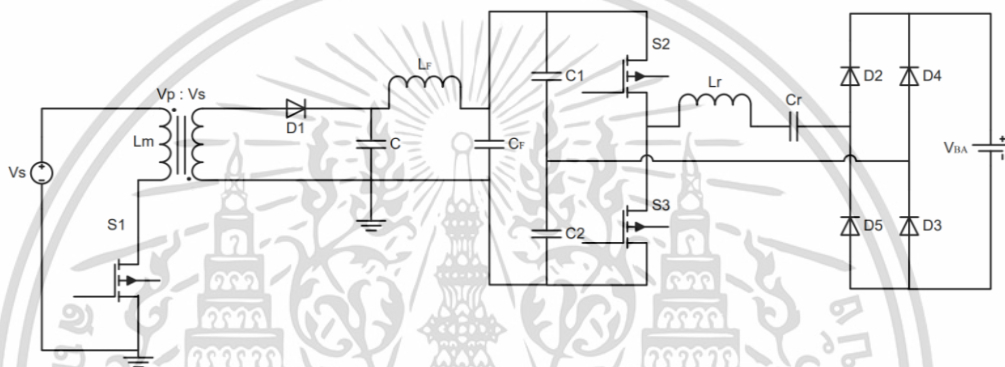 S2
LF
Vp : Vs
C1
Lr
Cr
D2
D4
D1
Lm
C
CF
VBA
+
-
Vs
+
-
S1
S3
C2
D5
D3